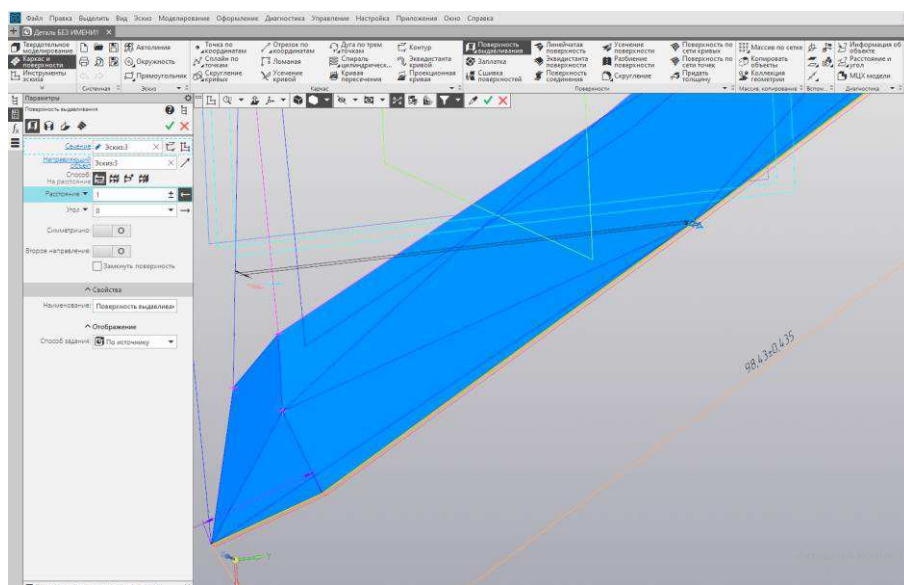 Файл Правка Выделить Вид Эскиз Моделирование Оформление Диагностика Управление Настройка Приложения Окно Справка
Деталь БЕЗ ИМЕНИ1
Твердотельное моделирование
Каркас и поверхности
Инструменты эскиза
Системная
Автолиния
Окружность
Прямоугольник
Эскиз
Точка по координатам
Сплайн по точкам
Скругление кривых
Отрезок по координатам
Ломаная
Усечение кривой
Дуга по трем точкам
Спираль цилиндрическ...
Кривая пересечения
Контур
Эквидистанта кривой
Проекционная кривая
Каркас
Поверхность выдавливания
Заплатка
Сшивка поверхностей
Линейчатая поверхность
Эквидистанта поверхности
Поверхность соединения
Усечение поверхности
Разбиение поверхности
Скругление
Поверхность по сети кривых
Поверхность по сети точек
Придать толщину
Поверхности
Массив по сетке
Копировать объекты
Коллекция геометрии
Массив, копирование
Вспом...
Информация об объекте
Расстояние и угол
МЦХ модели
Диагностика
Параметры
Поверхность выдавливания
Сечение Эскиз:3
Направляющий объект Эскиз:3
Способ:
На расстояние
Расстояние 1
Угол 0
Симметрично:
Второе направление:
Замкнуть поверхность
Свойства
Наименование: Поверхность выдавлива
Отображение
Способ задания: По источнику
98,43±0,435